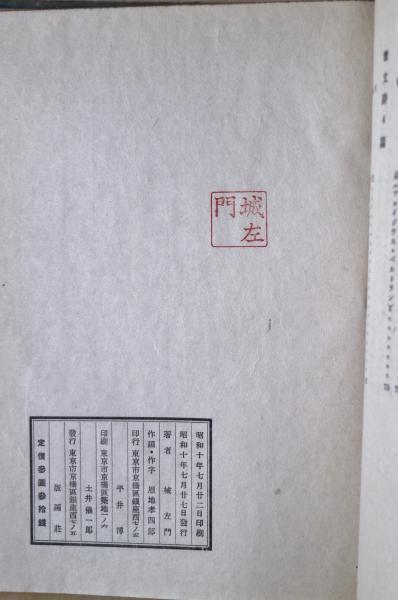 城左
門
昭和十年七月廿二日印刷
昭和十年七月廿七日發行
著者 城左門
作画・作字 恩地孝四郎
印行 東京市京橋區銀座西七ノ五
平井博
印刷 東京市京橋區築地一ノ六
土井儀一郎
發行 東京市京橋區銀座西七ノ五
版画荘
定價參圓參拾錢